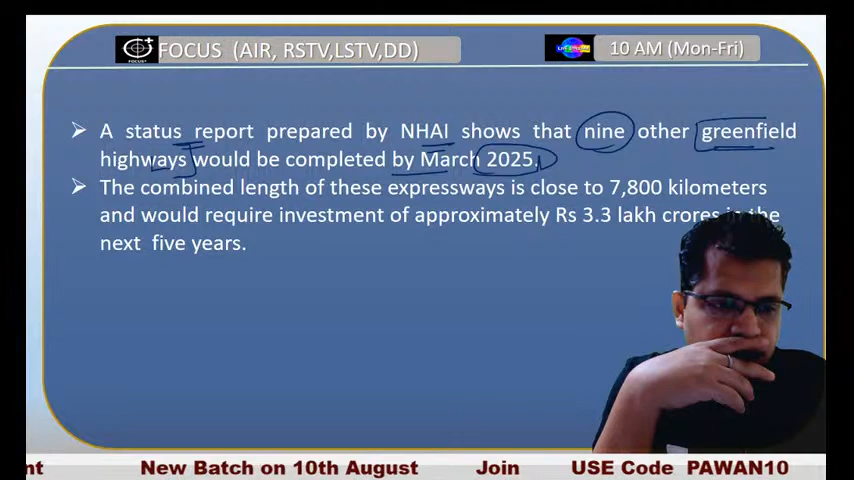 FOCUS (AIR, RSTV,LSTV,DD)
10 AM (Mon-Fri)
➢ A status report prepared by NHAI shows that nine other greenfield
highways would be completed by March 2025.
➢ The combined length of these expressways is close to 7,800 kilometers
and would require investment of approximately Rs 3.3 lakh crores in the
next five years.
nt New Batch on 10th August Join USE Code PAWAN10